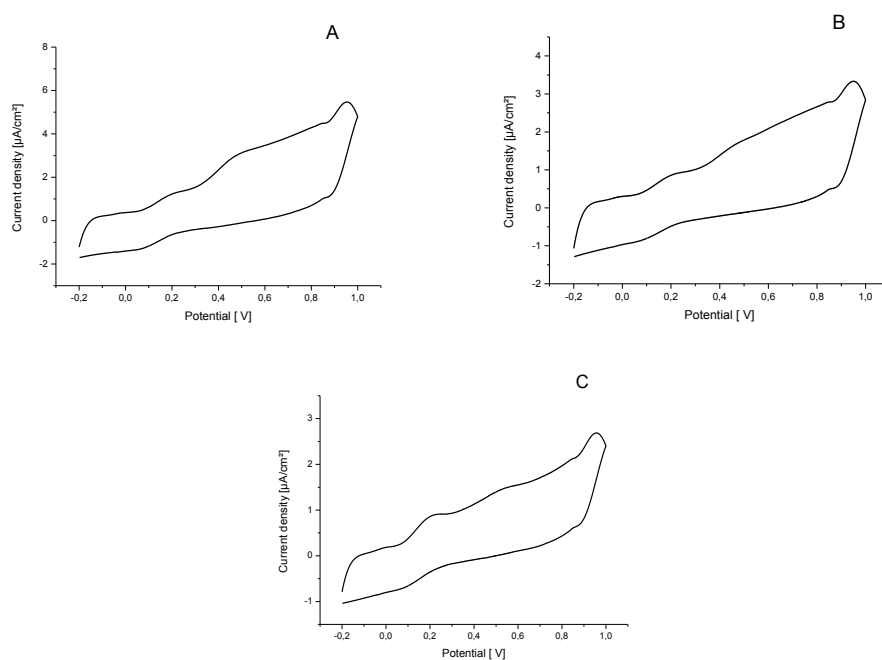 A
8
6
4
2
0
-2
Current density [µA/cm²]
-0,2 0,0 0,2 0,4 0,6 0,8 1,0
Potential [ V]
B
4
3
2
1
0
-1
-2
Current density [µA/cm²]
-0,2 0,0 0,2 0,4 0,6 0,8 1,0
Potential [ V]
C
3
2
1
0
-1
Current density [µA/cm²]
-0,2 0,0 0,2 0,4 0,6 0,8 1,0
Potential [ V]